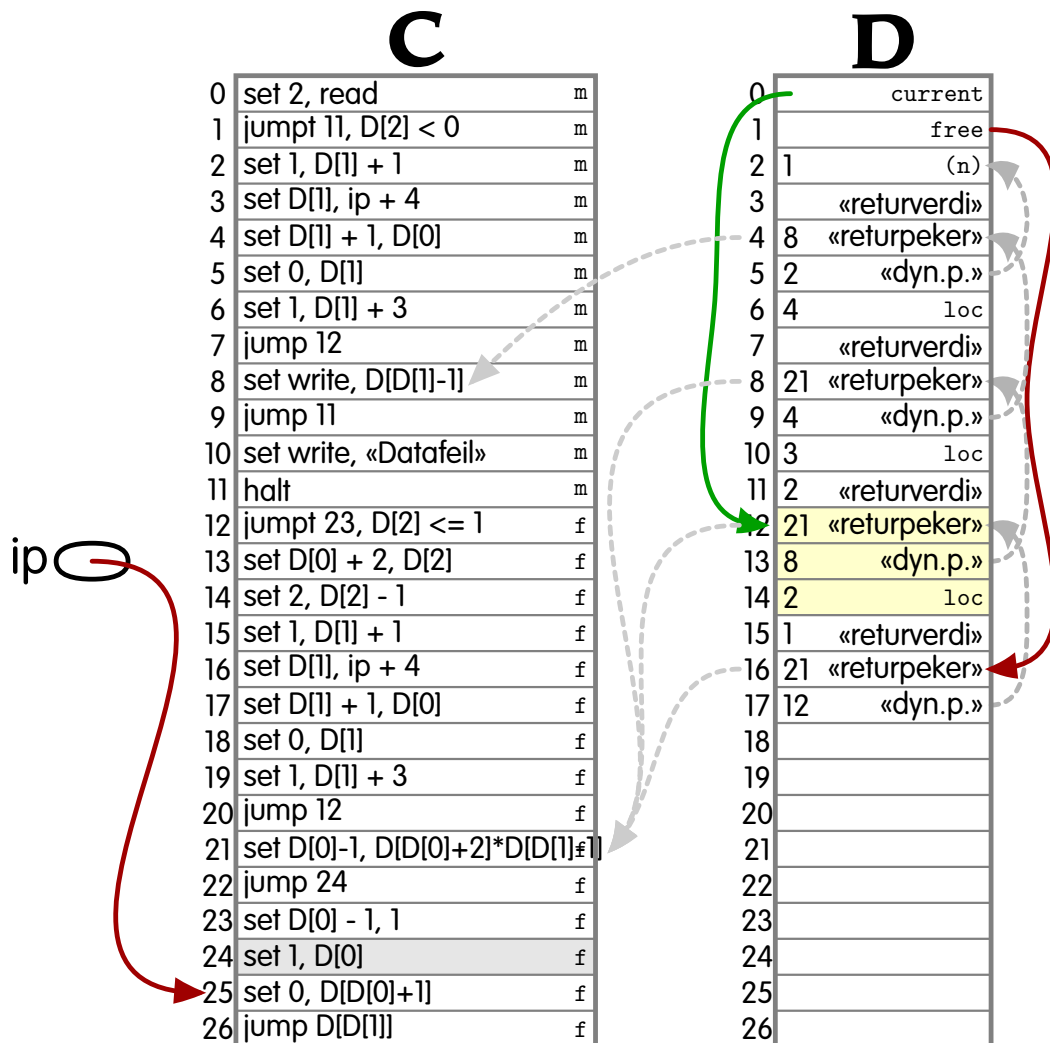 C D
0 set 2, read m 0 current
1 jumpt 11, D[2] < 0 m 1 free
2 set 1, D[1] + 1 m 2 1 (n)
3 set D[1], ip + 4 m 3 «returverdi»
4 set D[1] + 1, D[0] m 4 8 «returpeker»
5 set 0, D[1] m 5 2 «dyn.p.»
6 set 1, D[1] + 3 m 6 4 loc
7 jump 12 m 7 «returverdi»
8 set write, D[D[1]-1] m 8 21 «returpeker»
9 jump 11 m 9 4 «dyn.p.»
10 set write, «Datafeil» m 10 3 loc
11 halt m 11 2 «returverdi»
12 jumpt 23, D[2] <= 1 f 12 21 «returpeker»
ip 13 set D[0] + 2, D[2] f 13 8 «dyn.p.»
14 set 2, D[2] - 1 f 14 2 loc
15 set 1, D[1] + 1 f 15 1 «returverdi»
16 set D[1], ip + 4 f 16 21 «returpeker»
17 set D[1] + 1, D[0] f 17 12 «dyn.p.»
18 set 0, D[1] f 18
19 set 1, D[1] + 3 f 19
20 jump 12 f 20
21 set D[0]-1, D[D[0]+2]*D[D[1]+1] f 21
22 jump 24 f 22
23 set D[0] - 1, 1 f 23
24 set 1, D[0] f 24
25 set 0, D[D[0]+1] f 25
26 jump D[D[1]] f 26